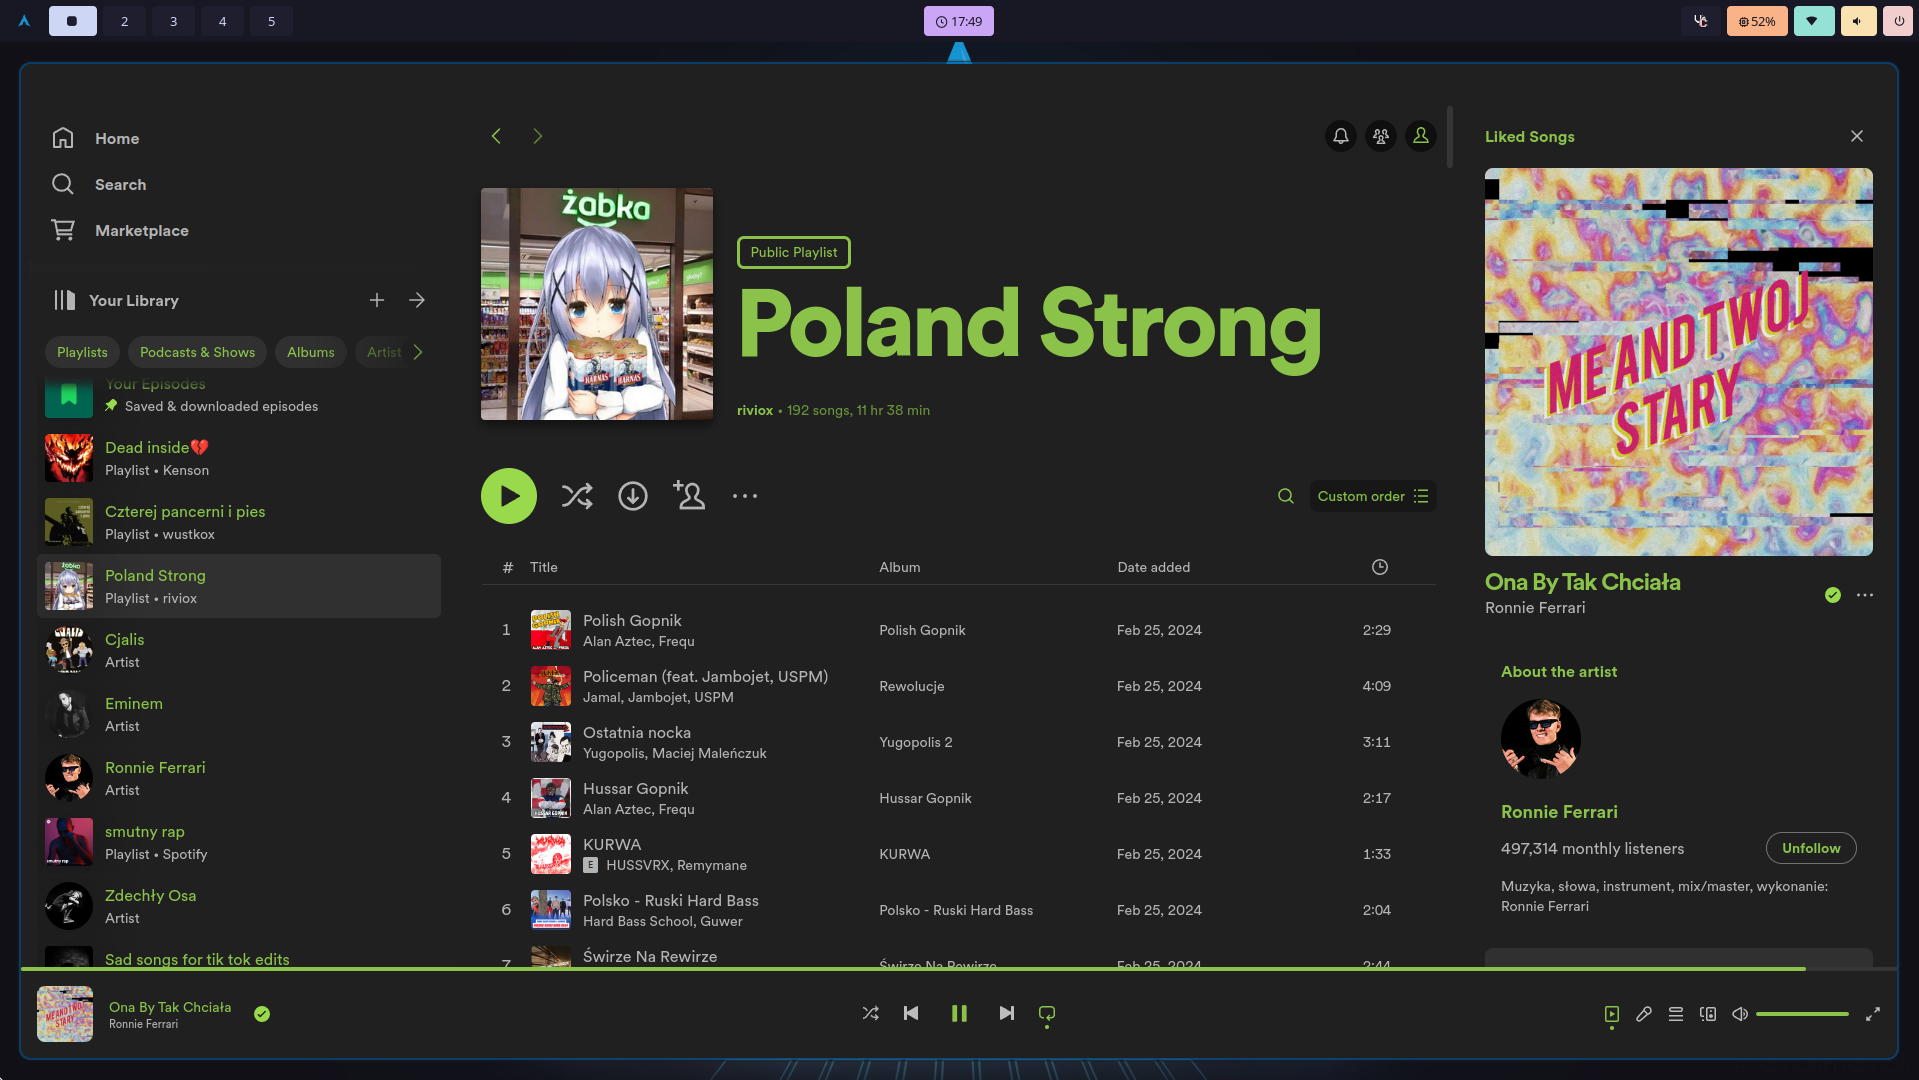 2
3
4
5
17:49
52%
Home
Search
Marketplace
Your Library
Playlists
Podcasts & Shows
Albums
Artist
Your Episodes
Saved & downloaded episodes
Dead inside💔
Playlist • Kenson
Czterej pancerni i pies
Playlist • wustkox
Poland Strong
Playlist • riviox
Cjalis
Artist
Eminem
Artist
Ronnie Ferrari
Artist
smutny rap
Playlist • Spotify
Zdechły Osa
Artist
Sad songs for tik tok edits
żabka
HARNAS HARNAS
Public Playlist
Poland Strong
riviox • 192 songs, 11 hr 38 min
Custom order
# Title Album Date added
1 Polish Gopnik Polish Gopnik Feb 25, 2024 2:29
Alan Aztec, Frequ
2 Policeman (feat. Jambojet, USPM) Rewolucje Feb 25, 2024 4:09
Jamal, Jambojet, USPM
3 Ostatnia nocka Yugopolis 2 Feb 25, 2024 3:11
Yugopolis, Maciej Maleńczuk
4 Hussar Gopnik Hussar Gopnik Feb 25, 2024 2:17
Alan Aztec, Frequ
5 KURWA KURWA Feb 25, 2024 1:33
E HUSSVRX, Remymane
6 Polsko - Ruski Hard Bass Polsko - Ruski Hard Bass Feb 25, 2024 2:04
Hard Bass School, Guwer
7 Świrze Na Rewirze Świrze Na Rewirze Feb 25, 2024 2:44
Liked Songs
ME AND TWOJ
STARY
Ona By Tak Chciała
Ronnie Ferrari
About the artist
Ronnie Ferrari
497,314 monthly listeners
Unfollow
Muzyka, słowa, instrument, mix/master, wykonanie:
Ronnie Ferrari
ME AND TWOJ
STARY
Ona By Tak Chciała
Ronnie Ferrari